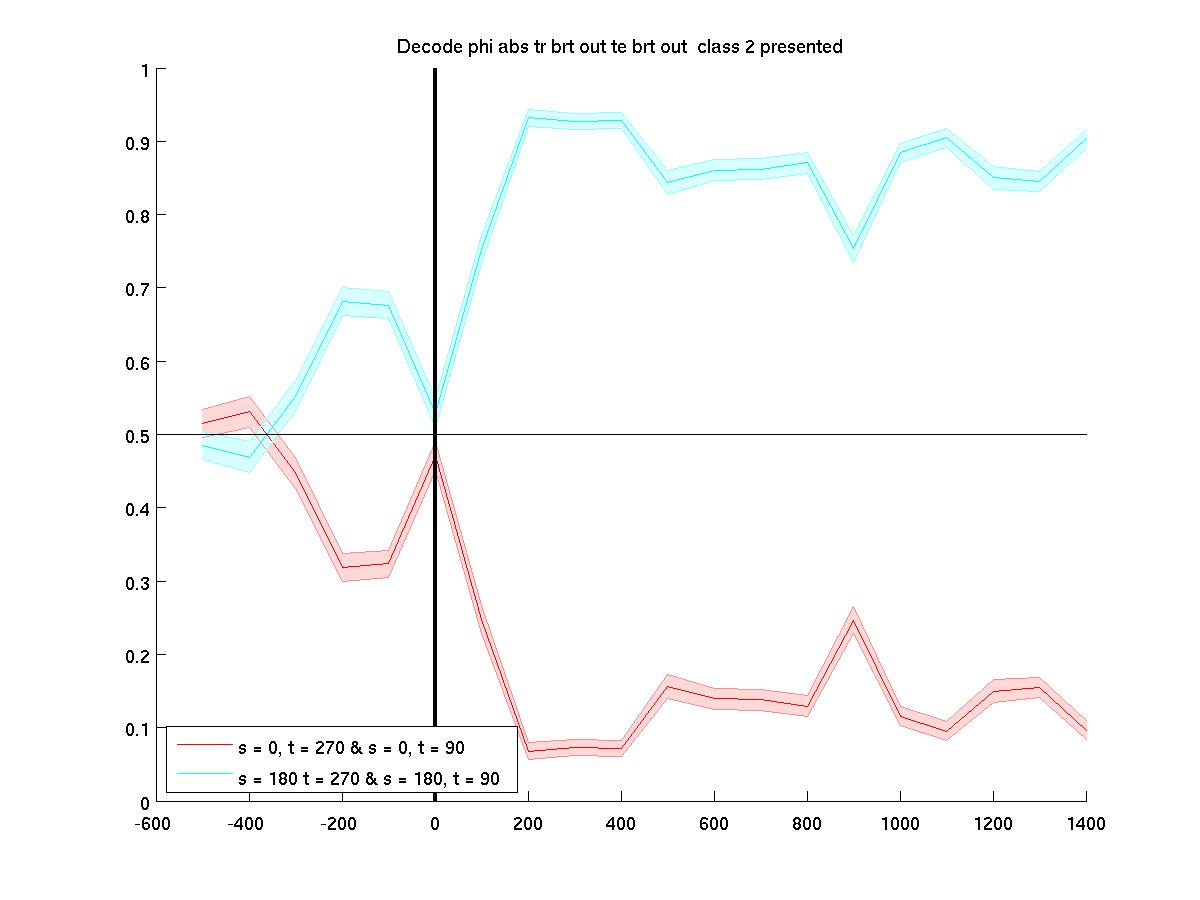 Decode phi abs tr brt out te brt out  class 2 presented
1
0.9
0.8
0.7
0.6
0.5
0.4
0.3
0.2
0.1
0
s = 0, t = 270 & s = 0, t = 90
s = 180 t = 270 & s = 180, t = 90
-600 -400 -200 0 200 400 600 800 1000 1200 1400